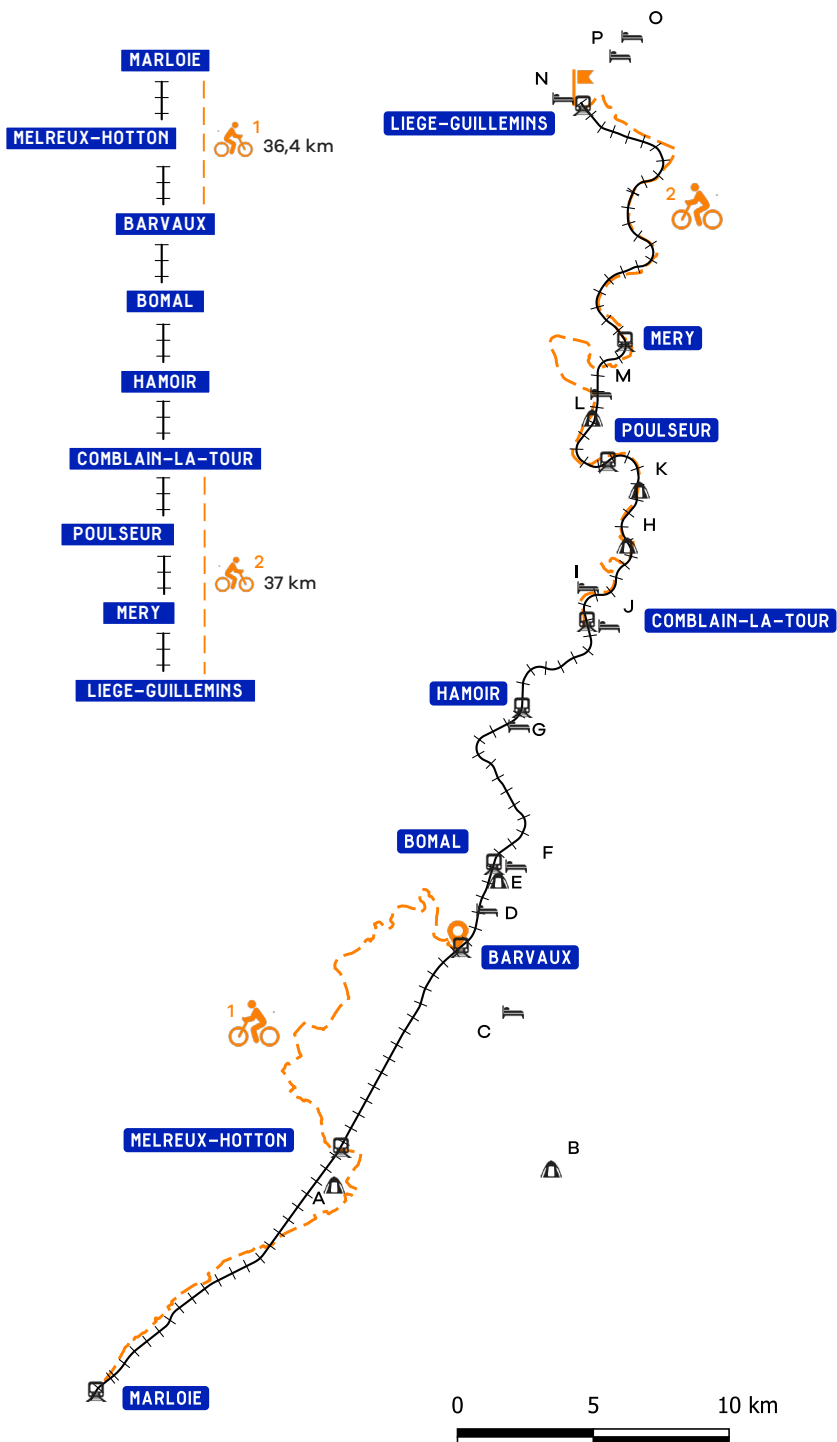 MARLOIE
MELREUX-HOTTON
1
36,4 km
BARVAUX
BOMAL
HAMOIR
COMBLAIN-LA-TOUR
POULSEUR
2
37 km
MERY
LIEGE-GUILLEMINS
O
P
N
LIEGE-GUILLEMINS
2
MERY
M
L
POULSEUR
K
H
I
J
COMBLAIN-LA-TOUR
HAMOIR
G
BOMAL
F
E
D
BARVAUX
C
1
MELREUX-HOTTON
B
A
MARLOIE
0 5 10 km